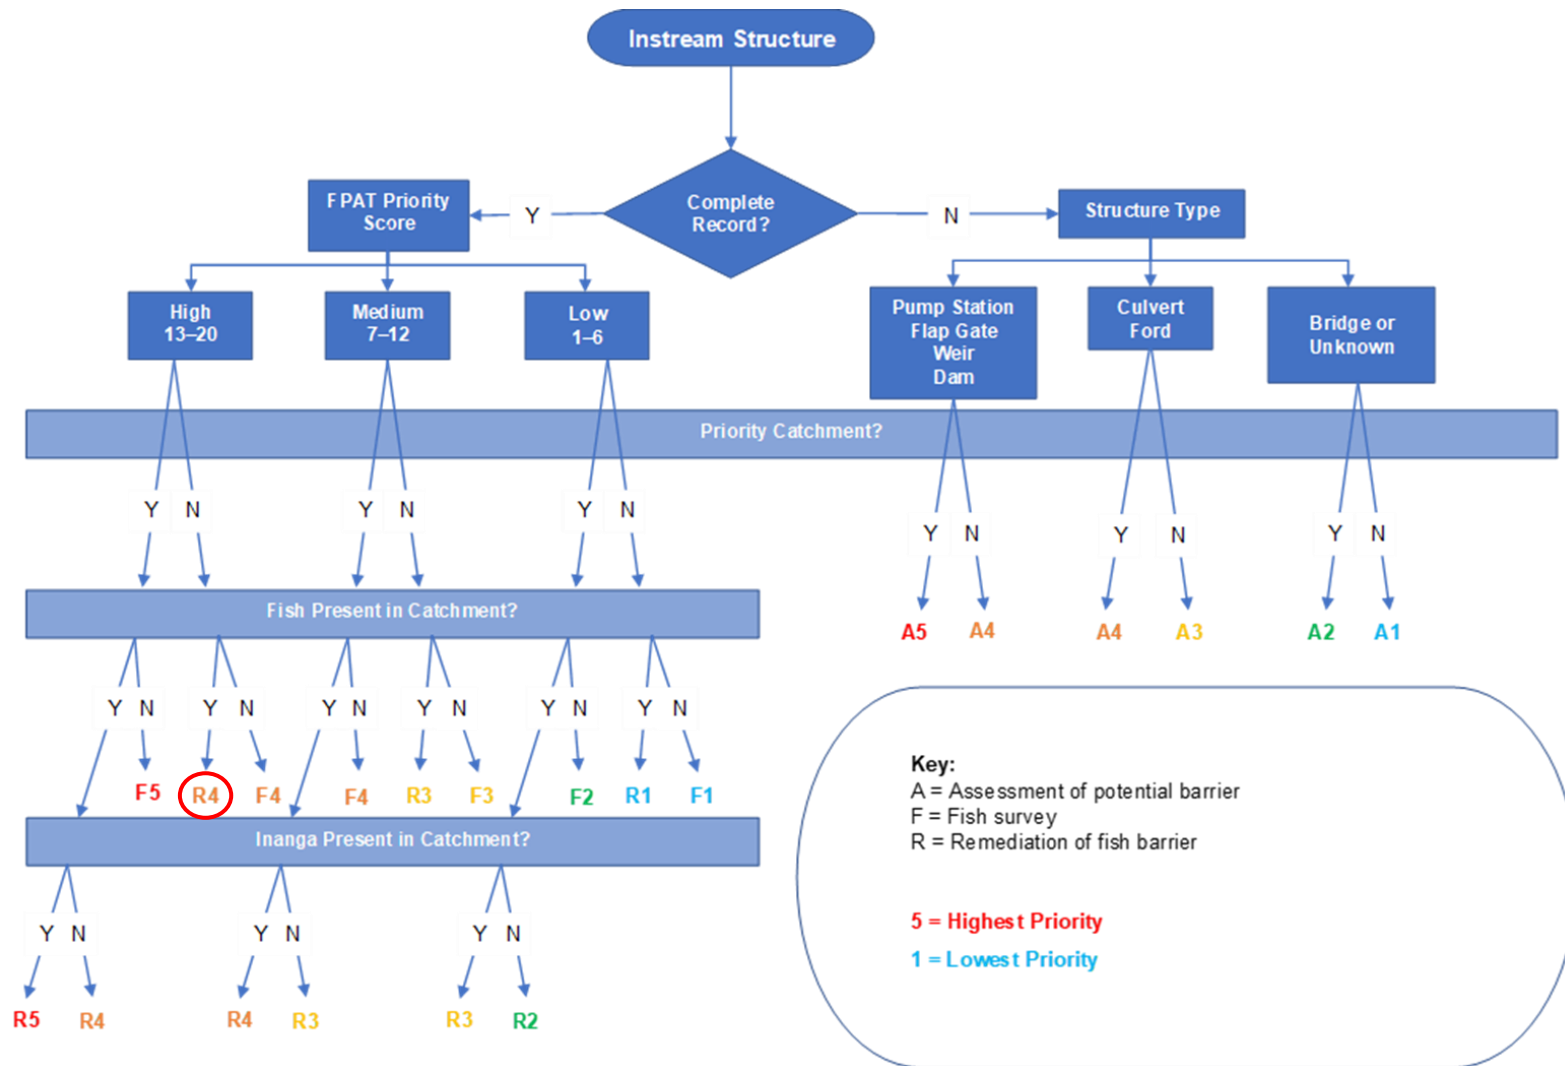 Instream Structure
FPAT Priority
Score
Y
Complete
Record?
N
Structure Type
High
13–20
Medium
7–12
Low
1–6
Pump Station
Flap Gate
Weir
Dam
Culvert
Ford
Bridge or
Unknown
Priority Catchment?
Y N Y N Y N
Y N Y N Y N
Fish Present in Catchment?
A5 A4 A4 A3 A2 A1
Y N Y N Y N Y N Y N Y N
F5 R4 F4 F4 R3 F3 F2 R1 F1
Inanga Present in Catchment?
Y N Y N Y N
R5 R4 R4 R3 R3 R2
Key:
A = Assessment of potential barrier
F = Fish survey
R = Remediation of fish barrier
5 = Highest Priority
1 = Lowest Priority